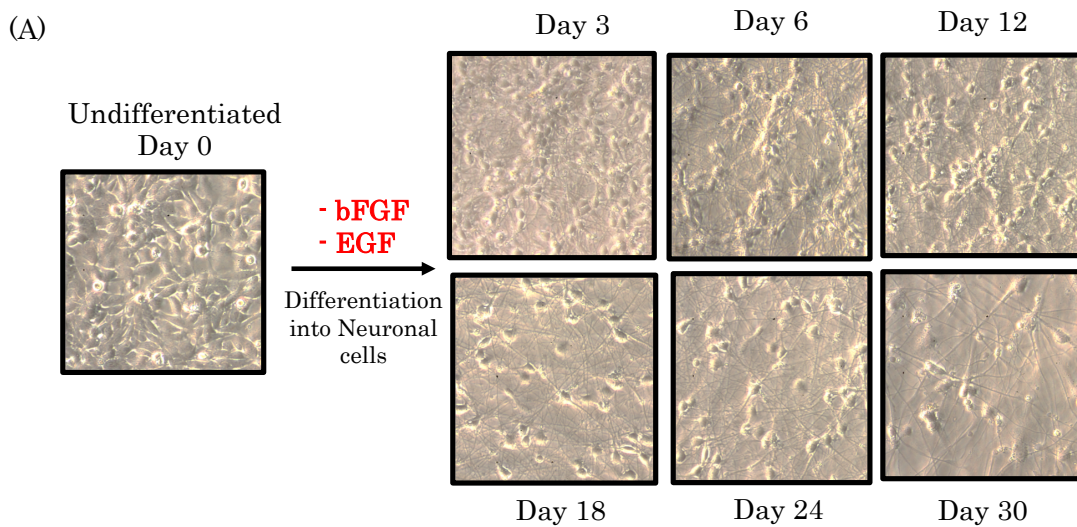 (A)
Day 3
Day 6
Day 12
Undifferentiated
Day 0
- bFGF
- EGF
Differentiation
into Neuronal
cells
Day 18
Day 24
Day 30